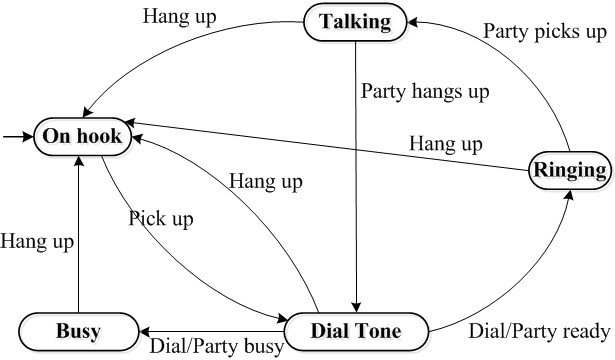 Hang up
Talking
Party picks up
Party hangs up
On hook
Hang up
Ringing
Hang up
Pick up
Hang up
Busy
Dial Tone
Dial/Party busy
Dial/Party ready